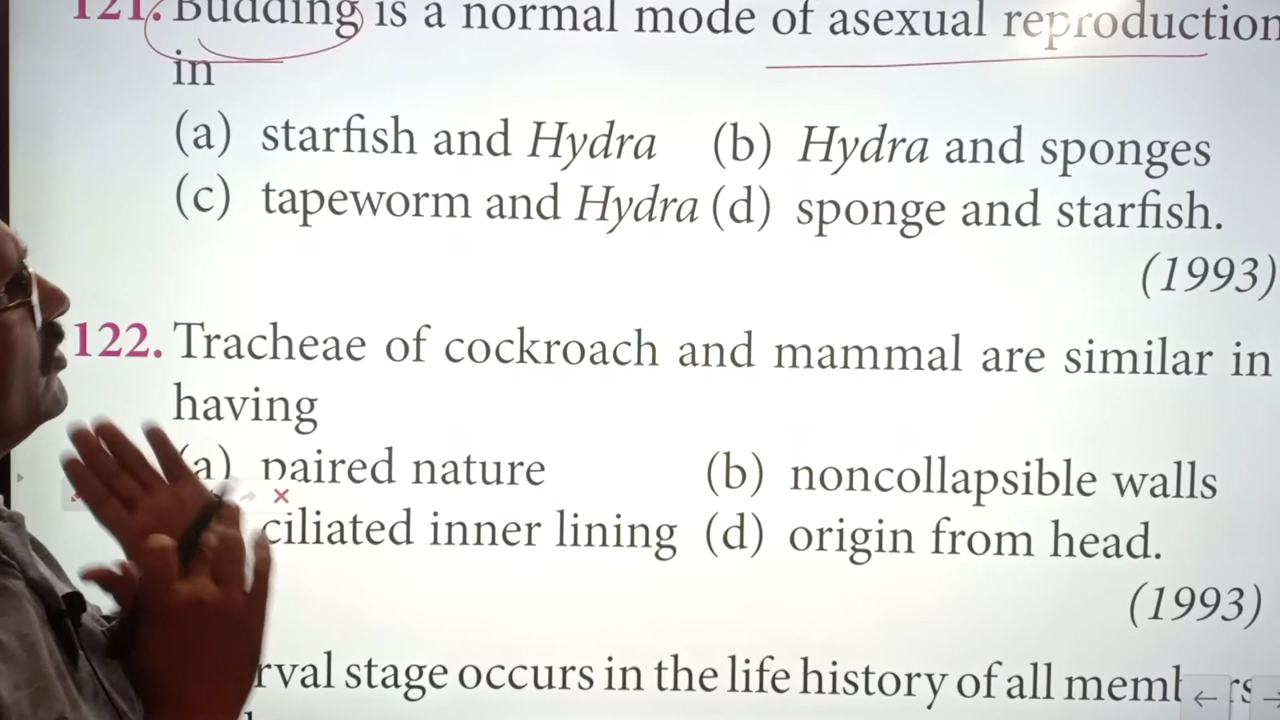 121. Budding is a normal mode of asexual reproduction
in
(a) starfish and Hydra (b) Hydra and sponges
(c) tapeworm and Hydra (d) sponge and starfish.
(1993)
122. Tracheae of cockroach and mammal are similar in
having
(a) paired nature (b) noncollapsible walls
ciliated inner lining (d) origin from head.
(1993)
stage occurs in the life history of all